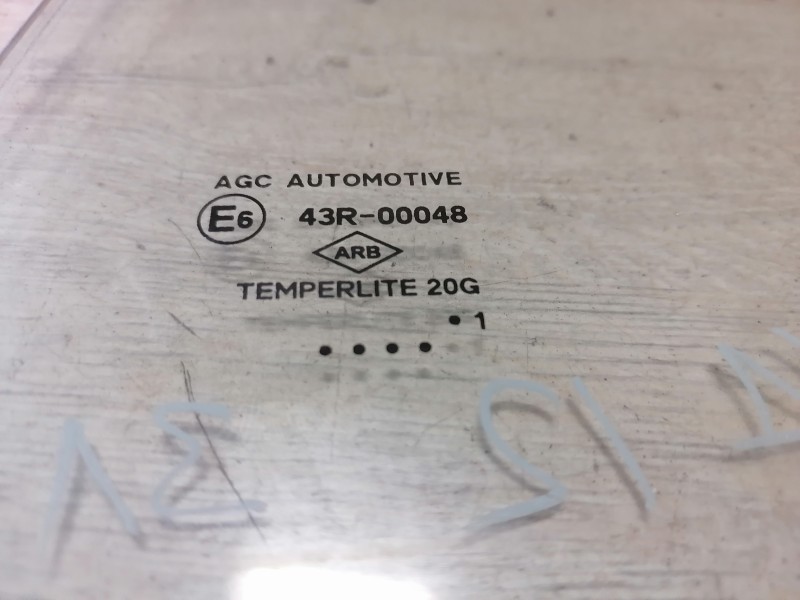 AGC AUTOMOTIVE
E6 43R-00048
ARB
TEMPERLITE 20G
• 1
• • • •